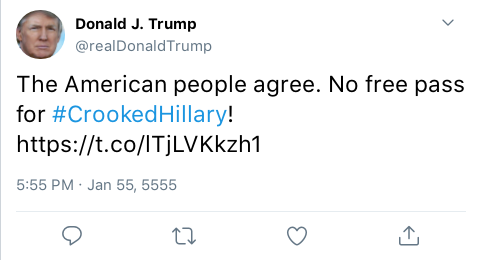 Donald J. Trump
@realDonaldTrump
The American people agree. No free pass
for #CrookedHillary!
https://t.co/lTjLVKkzh1
5:55 PM · Jan 55, 5555